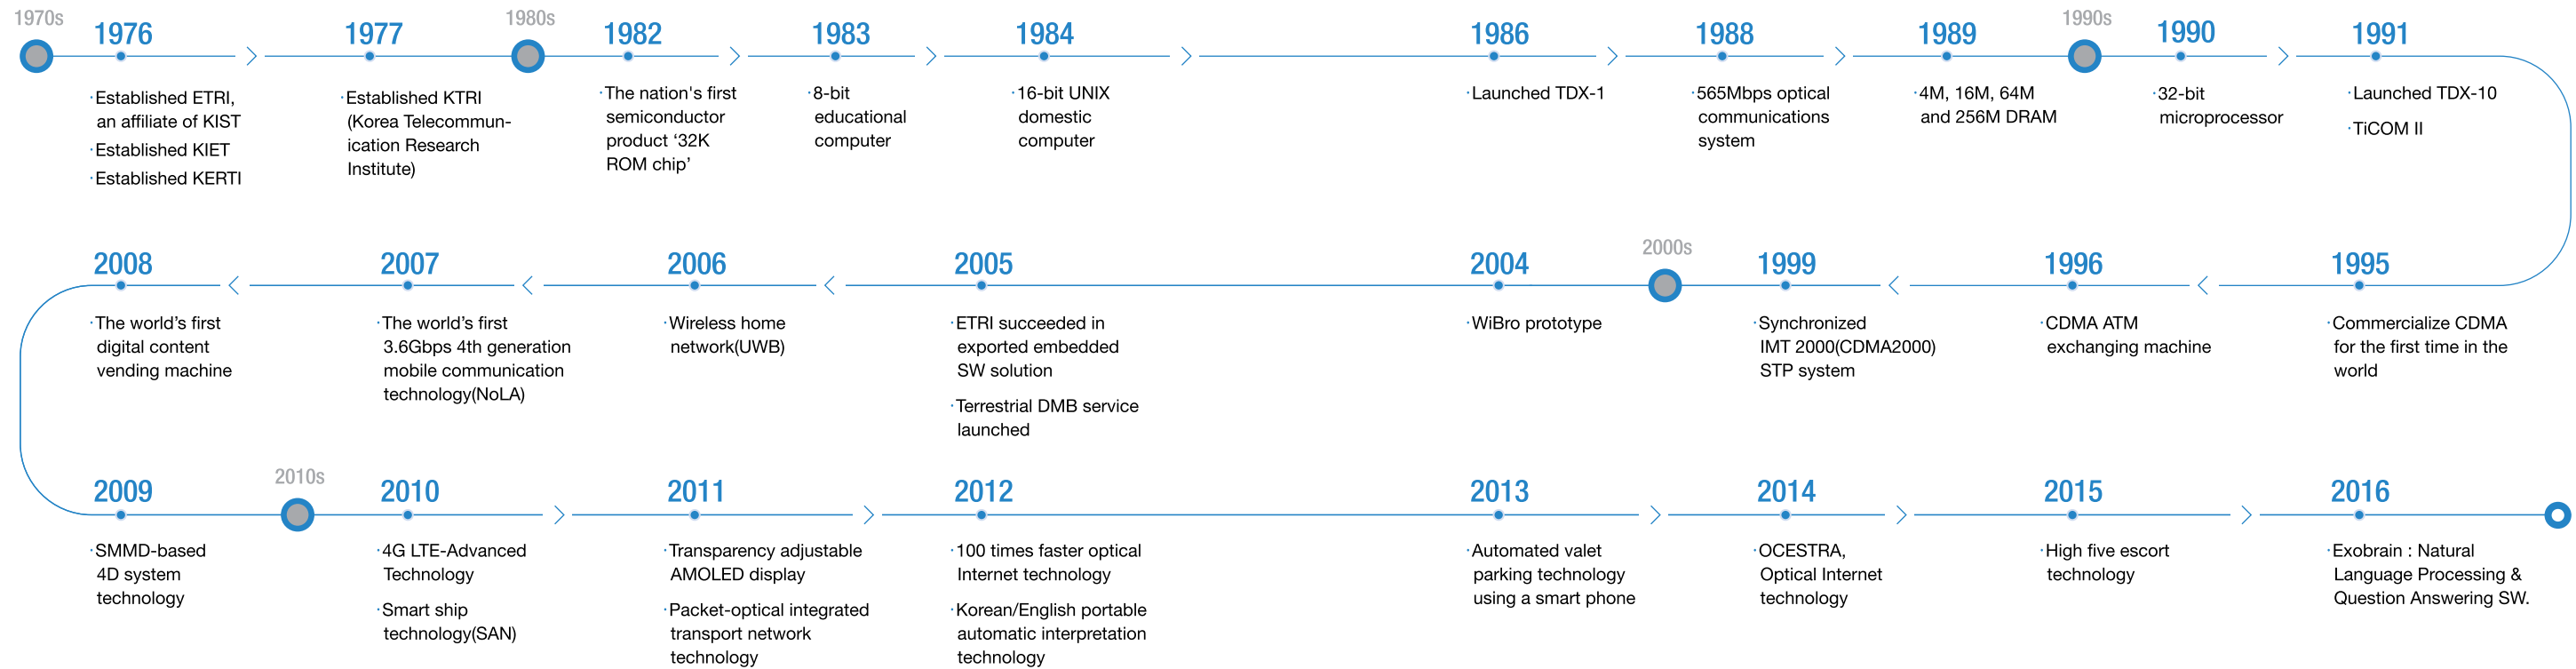 1970s
1976
·Established ETRI,
an affiliate of KIST
·Established KIET
·Established KERTI
1977
·Established KTRI
(Korea Telecommun-
ication Research
Institute)
1980s
1982
·The nation's first
semiconductor
product ‘32K
ROM chip’
1983
·8-bit
educational
computer
1984
·16-bit UNIX
domestic
computer
1986
·Launched TDX-1
1988
·565Mbps optical
communications
system
1989
·4M, 16M, 64M
and 256M DRAM
1990s
1990
·32-bit
microprocessor
1991
·Launched TDX-10
·TiCOM II
1995
·Commercialize CDMA
for the first time in the
world
1996
·CDMA ATM
exchanging machine
1999
·Synchronized
IMT 2000(CDMA2000)
STP system
2000s
2004
·WiBro prototype
2005
·ETRI succeeded in
exported embedded
SW solution
·Terrestrial DMB service
launched
2006
·Wireless home
network(UWB)
2007
·The world’s first
3.6Gbps 4th generation
mobile communication
technology(NoLA)
2008
·The world’s first
digital content
vending machine
2009
·SMMD-based
4D system
technology
2010s
2010
·4G LTE-Advanced
Technology
·Smart ship
technology(SAN)
2011
·Transparency adjustable
AMOLED display
·Packet-optical integrated
transport network
technology
2012
·100 times faster optical
Internet technology
·Korean/English portable
automatic interpretation
technology
2013
·Automated valet
parking technology
using a smart phone
2014
·OCESTRA,
Optical Internet
technology
2015
·High five escort
technology
2016
·Exobrain : Natural
Language Processing &
Question Answering SW.